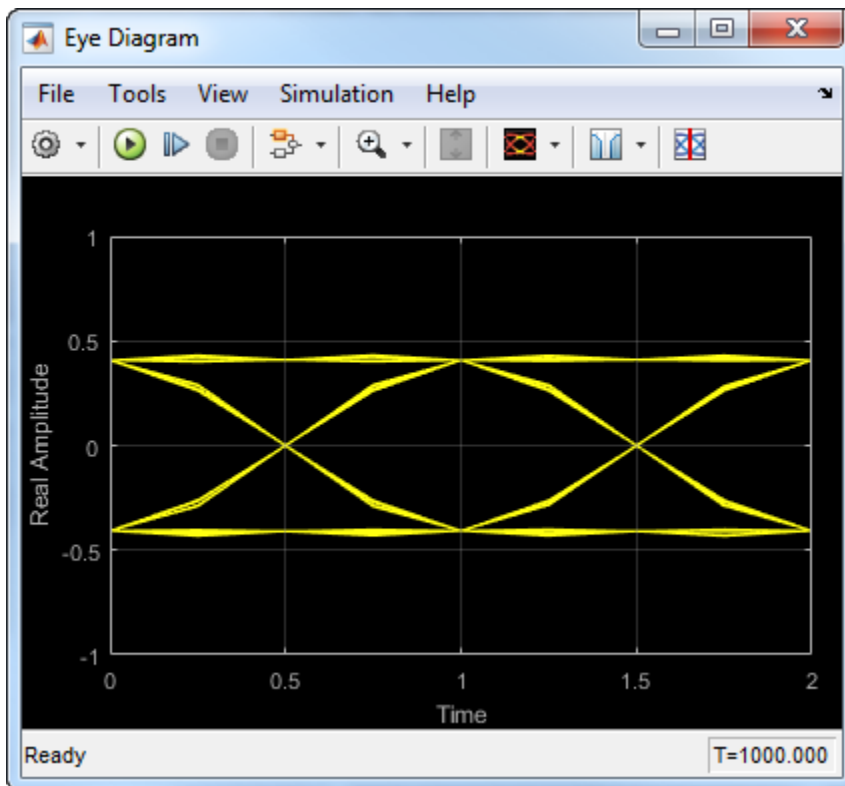 Eye Diagram
File Tools View Simulation Help
1
0.5
0
-0.5
-1
Real Amplitude
0 0.5 1 1.5 2
Time
Ready T=1000.000